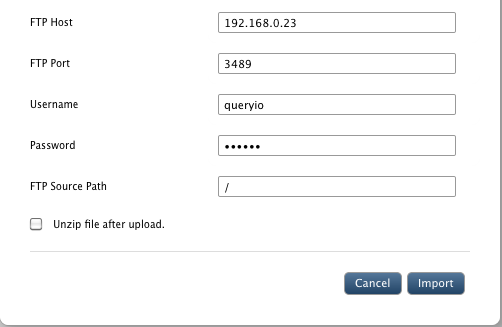 FTP Host 192.168.0.23
FTP Port 3489
Username queryio
Password ••••••
FTP Source Path /
Unzip file after upload.
Cancel Import